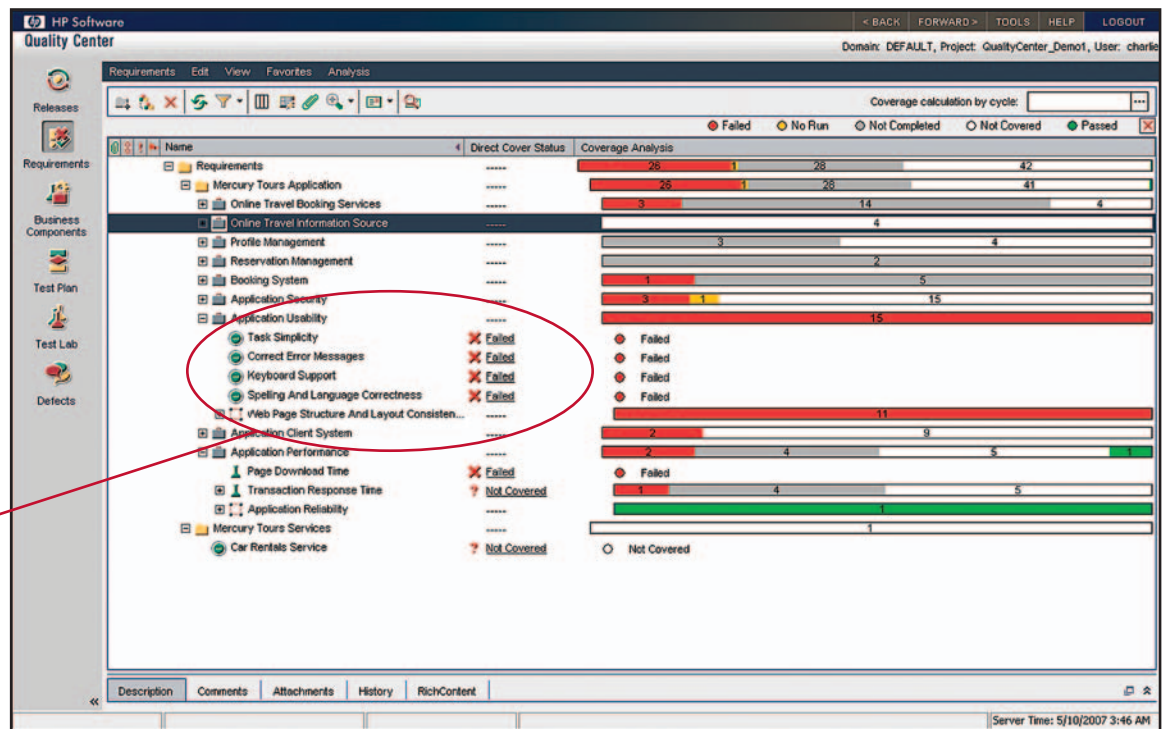 HP Software
< BACK FORWARD > TOOLS HELP LOGOUT
Quality Center
Domain: DEFAULT, Project: QualityCenter_Demo1, User: charlie
Requirements Edit View Favorites Analysis
Coverage calculation by cycle:
Failed No Run Not Completed Not Covered Passed
Name Direct Cover Status Coverage Analysis
Requirements ----- 26 1 28 42
Mercury Tours Application ----- 26 1 28 41
Online Travel Booking Services ----- 3 14 4
Online Travel Information Source ----- 4
Profile Management ----- 3 4
Reservation Management ----- 2
Booking System ----- 1 5
Application Security ----- 3 1 15
Application Usability ----- 15
Task Simplicity Failed Failed
Correct Error Messages Failed Failed
Keyboard Support Failed Failed
Spelling And Language Correctness Failed Failed
Web Page Structure And Layout Consisten... ----- 11
Application Client System ----- 2 9
Application Performance ----- 2 4 5 1
Page Download Time Failed Failed
Transaction Response Time ? Not Covered 1 4 5
Application Reliability ----- 1
Mercury Tours Services ----- 1
Car Rentals Service ? Not Covered Not Covered
Releases
Requirements
Business
Components
Test Plan
Test Lab
Defects
«
Description Comments Attachments History RichContent
Server Time: 5/10/2007 3:46 AM